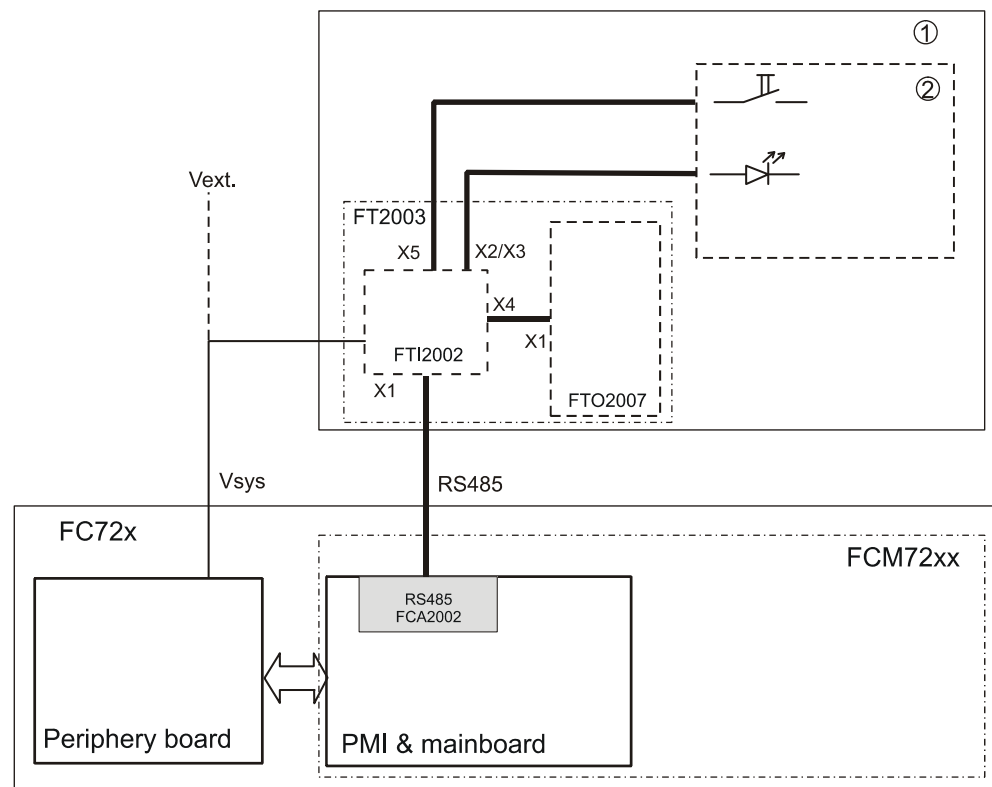 ①
②
Vext.
FT2003
X5
X2/X3
X4
X1
FTI2002
X1
FTO2007
Vsys
RS485
FC72x
FCM72xx
RS485
FCA2002
Periphery board
PMI & mainboard